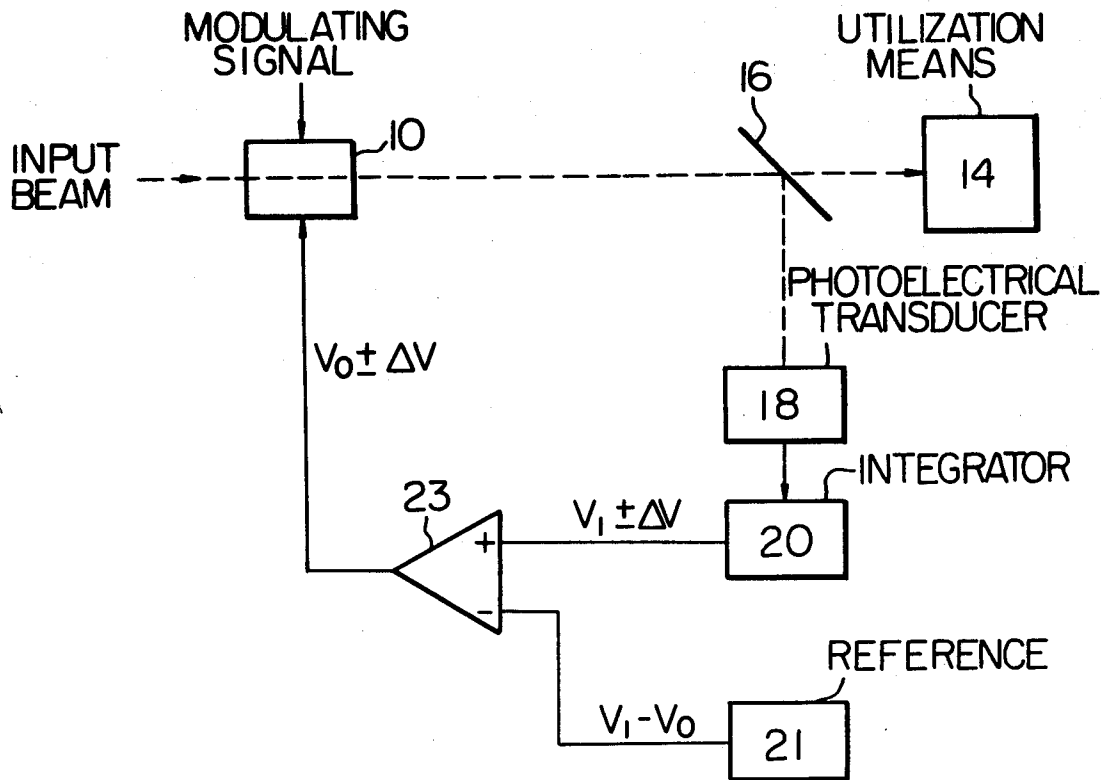 MODULATING
SIGNAL
UTILIZATION
MEANS
16
10
INPUT
BEAM
14
PHOTOELECTRICAL
TRANSDUCER
V₀ ± ΔV
18
INTEGRATOR
23
V₁ ± ΔV
+
20
−
REFERENCE
V₁ - V₀
21